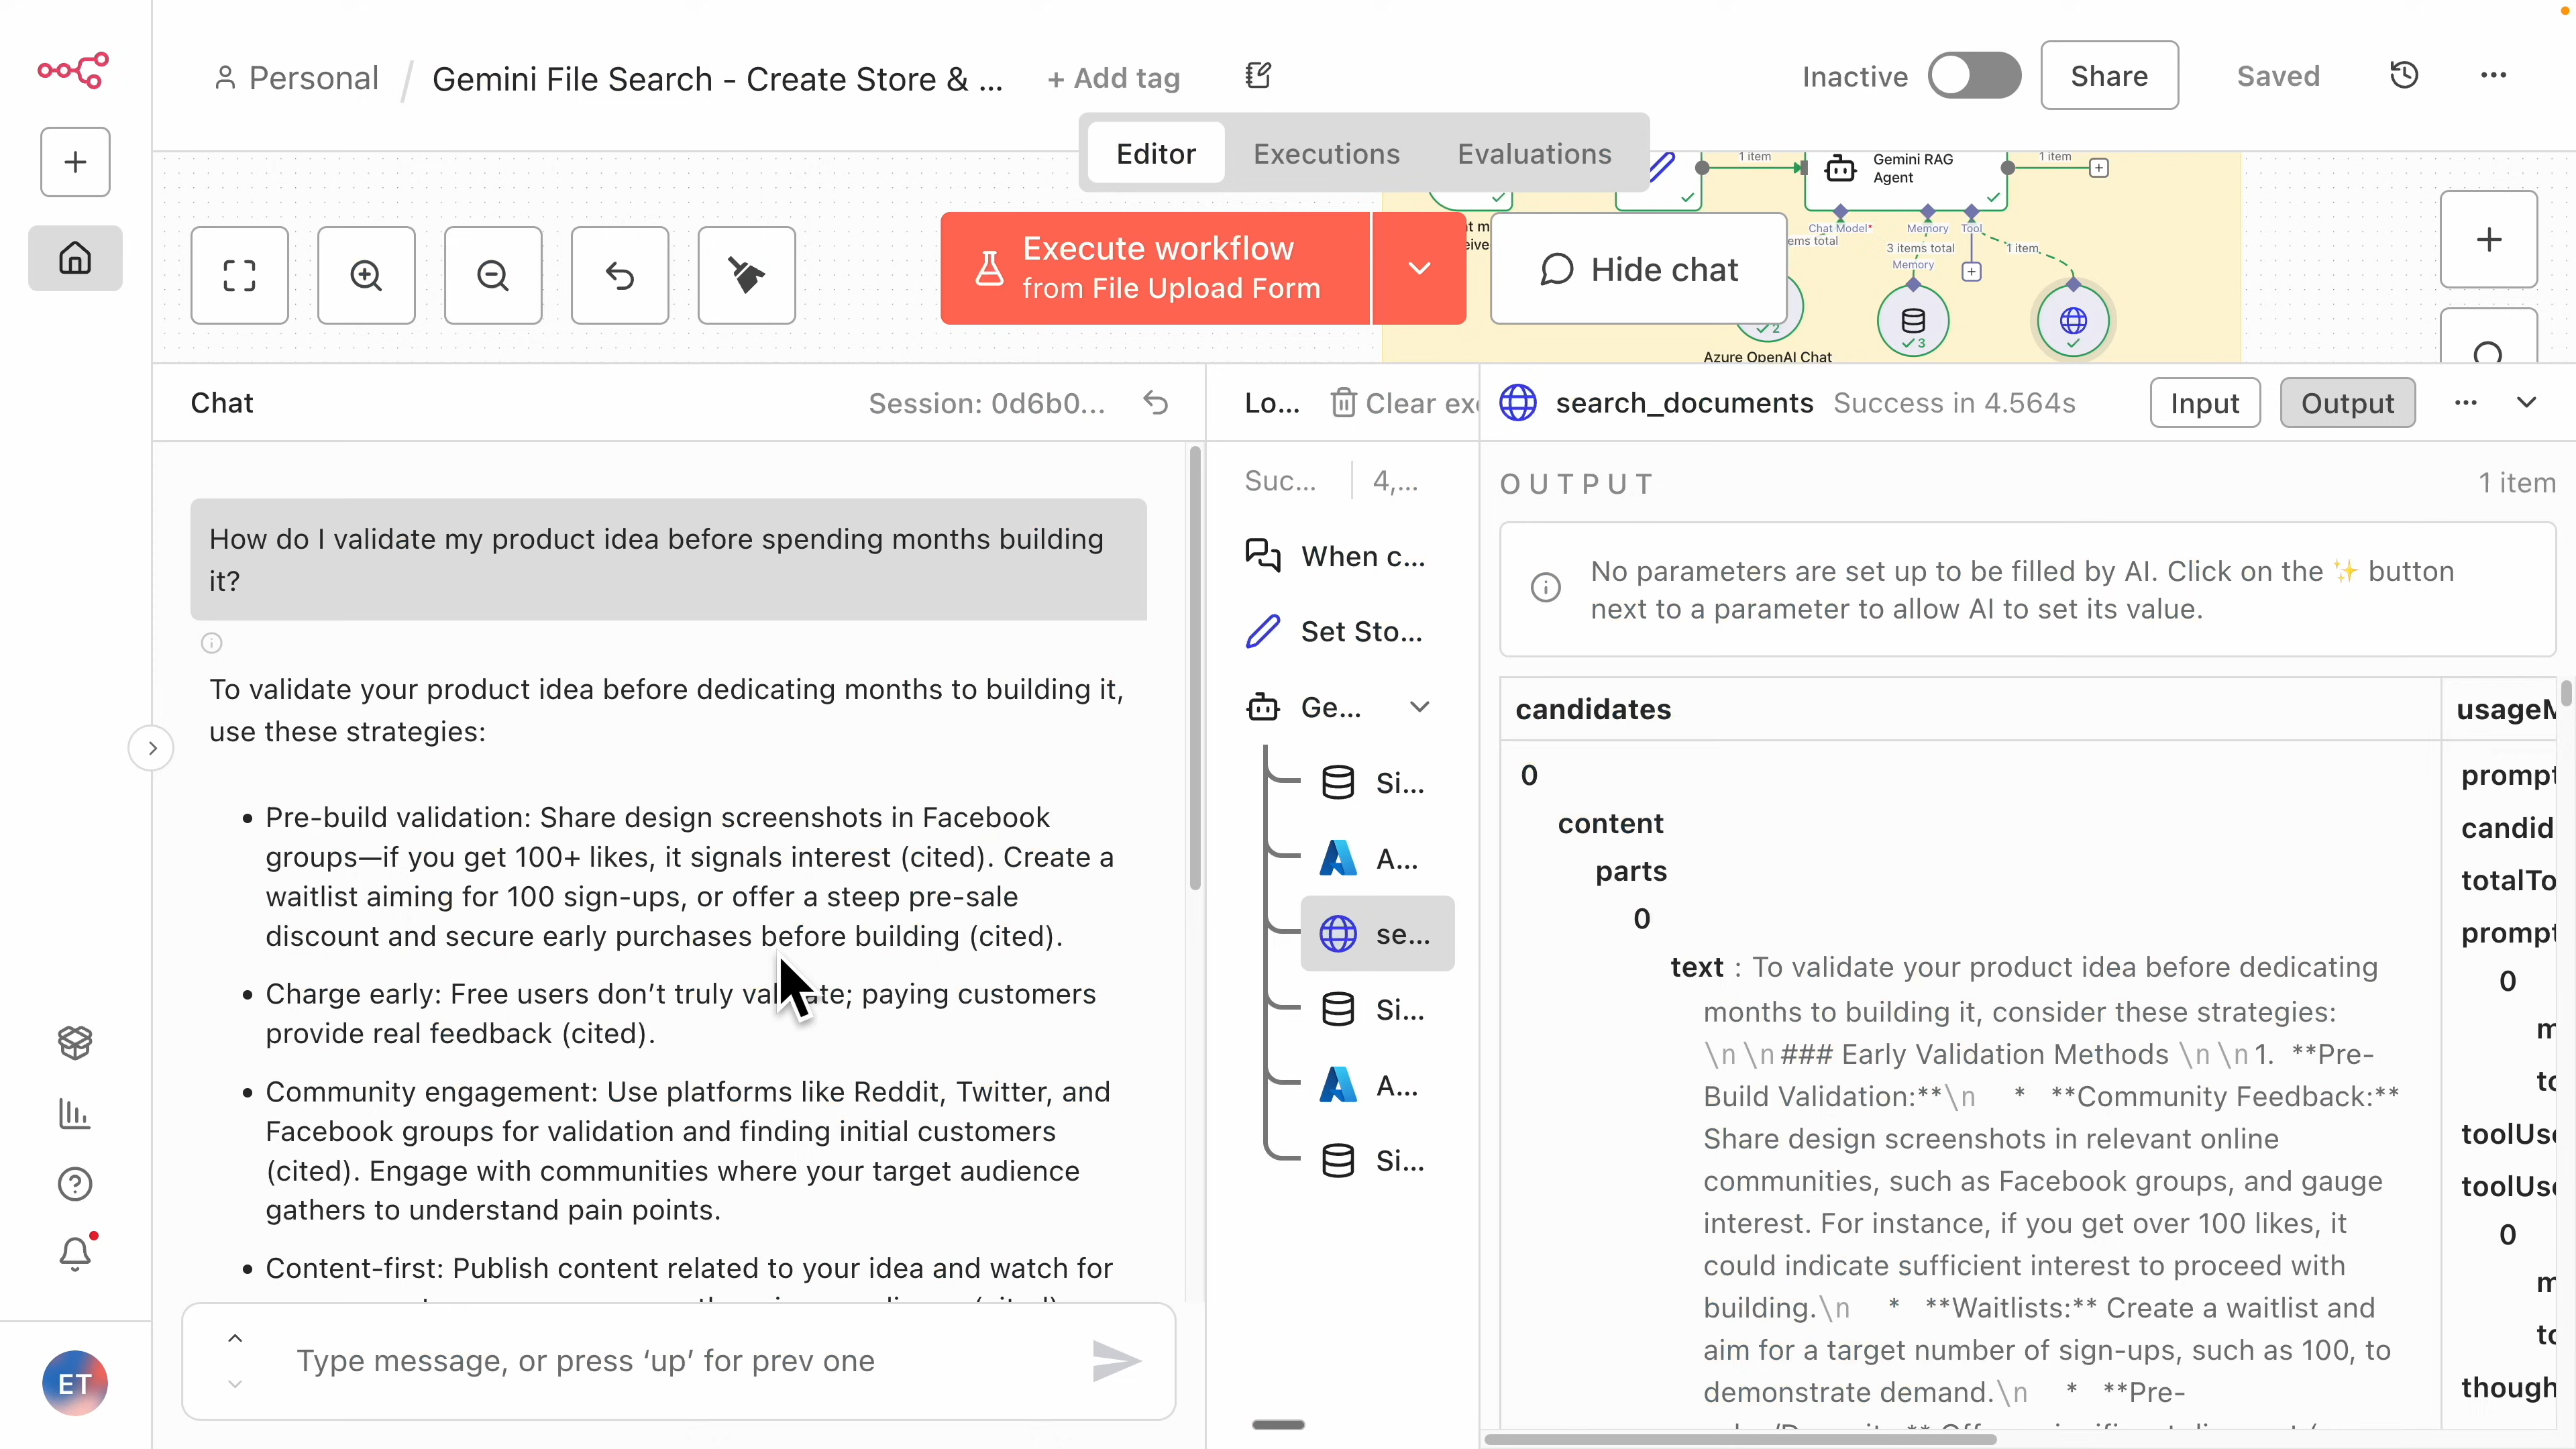 Personal / Gemini File Search - Create Store & ... + Add tag
Inactive Share Saved
Editor Executions Evaluations
1 item Gemini RAG Agent 1 item
Execute workflow
from File Upload Form
Hide chat
Chat Model* Memory Tool
3 items total 1 item
Memory
2
3
Azure OpenAI Chat
Chat
Session: 0d6b0...
Lo...
search_documents Success in 4.564s
Input Output
How do I validate my product idea before spending months building
it?
To validate your product idea before dedicating months to building it,
use these strategies:
• Pre-build validation: Share design screenshots in Facebook
groups—if you get 100+ likes, it signals interest (cited). Create a
waitlist aiming for 100 sign-ups, or offer a steep pre-sale
discount and secure early purchases before building (cited).
• Charge early: Free users don’t truly validate; paying customers
provide real feedback (cited).
• Community engagement: Use platforms like Reddit, Twitter, and
Facebook groups for validation and finding initial customers
(cited). Engage with communities where your target audience
gathers to understand pain points.
• Content-first: Publish content related to your idea and watch for
Type message, or press ‘up’ for prev one
ET
Suc... 4,...
When c...
Set Sto...
Ge...
Si...
A...
se...
Si...
A...
Si...
OUTPUT
1 item
No parameters are set up to be filled by AI. Click on the ✨ button
next to a parameter to allow AI to set its value.
candidates
0
content
parts
0
text : To validate your product idea before dedicating
months to building it, consider these strategies:
\n\n### Early Validation Methods \n\n1. **Pre-
Build Validation:**\n * **Community Feedback:**
Share design screenshots in relevant online
communities, such as Facebook groups, and gauge
interest. For instance, if you get over 100 likes, it
could indicate sufficient interest to proceed with
building.\n * **Waitlists:** Create a waitlist and
aim for a target number of sign-ups, such as 100, to
demonstrate demand.\n * **Pre-
0
0